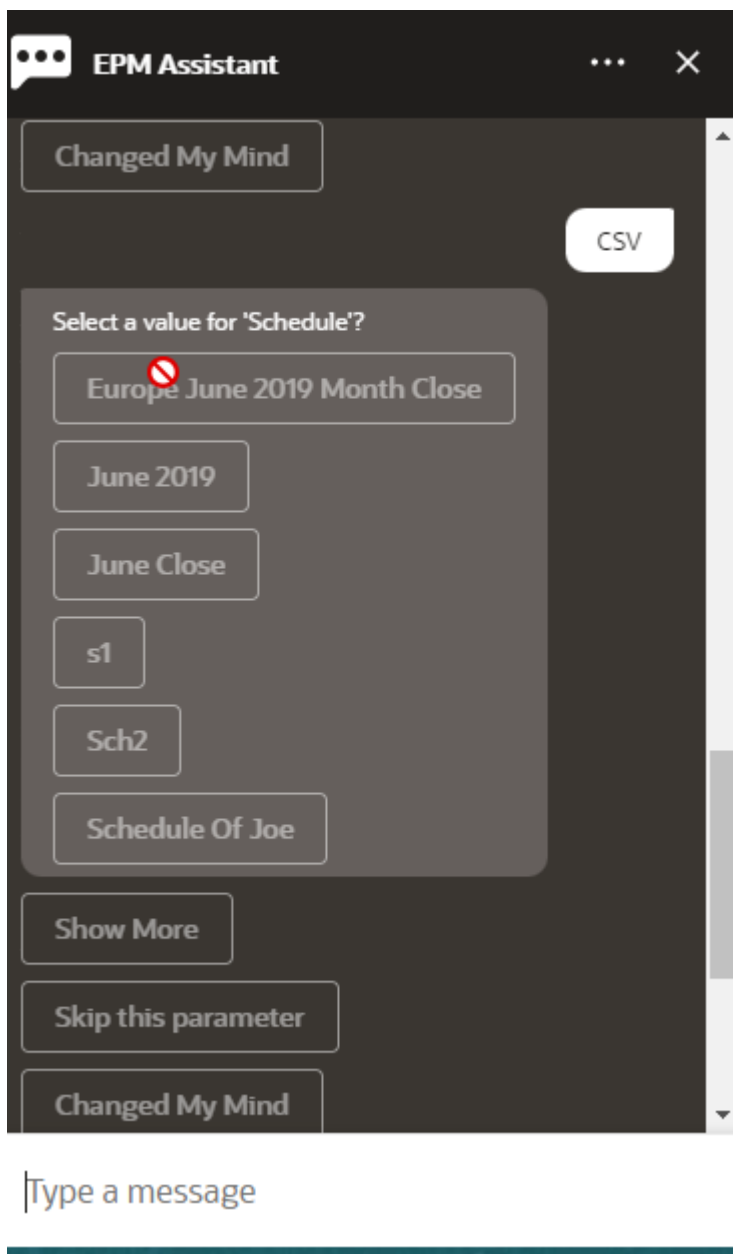 EPM Assistant
Changed My Mind
CSV
Select a value for 'Schedule'?
Europe June 2019 Month Close
June 2019
June Close
s1
Sch2
Schedule Of Joe
Show More
Skip this parameter
Changed My Mind
Type a message